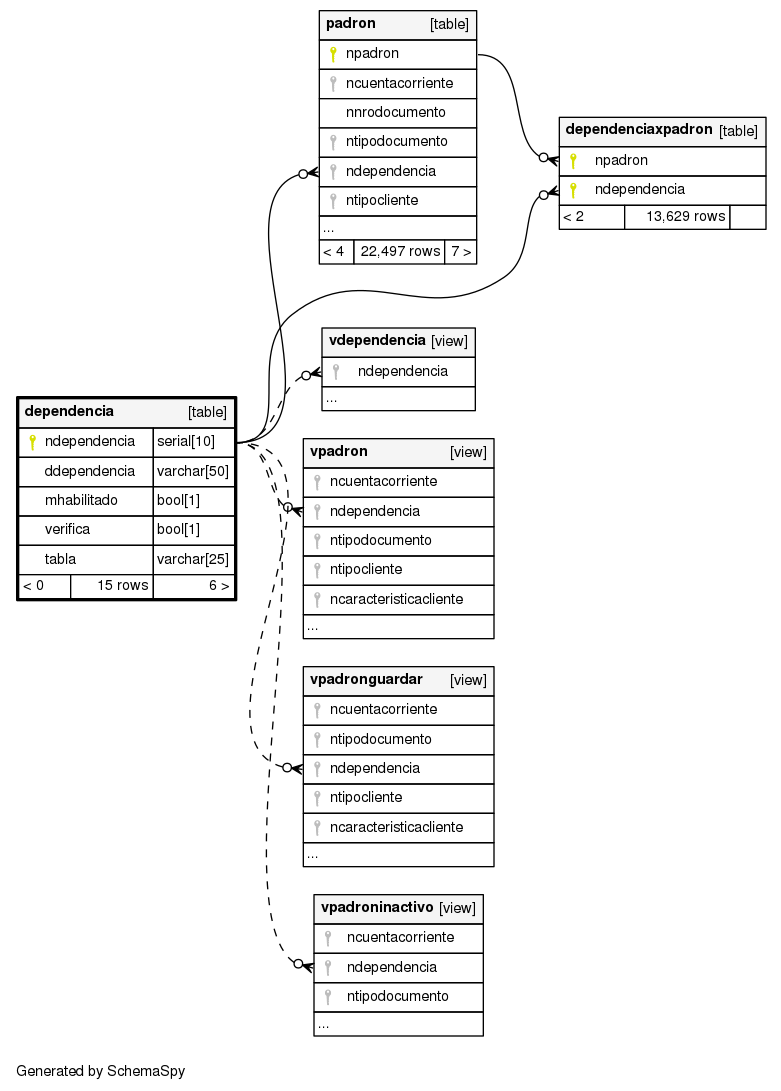 padron [table]
npadron
ncuentacorriente
nnrodocumento
ntipodocumento
ndependencia
ntipocliente
...
< 4 22,497 rows 7 >
dependenciaxpadron [table]
npadron
ndependencia
< 2 13,629 rows
vdependencia [view]
ndependencia
...
dependencia [table]
ndependencia serial[10]
ddependencia varchar[50]
mhabilitado bool[1]
verifica bool[1]
tabla varchar[25]
< 0 15 rows 6 >
vpadron [view]
ncuentacorriente
ndependencia
ntipodocumento
ntipocliente
ncaracteristicacliente
...
vpadronguardar [view]
ncuentacorriente
ntipodocumento
ndependencia
ntipocliente
ncaracteristicacliente
...
vpadroninactivo [view]
ncuentacorriente
ndependencia
ntipodocumento
...
Generated by SchemaSpy